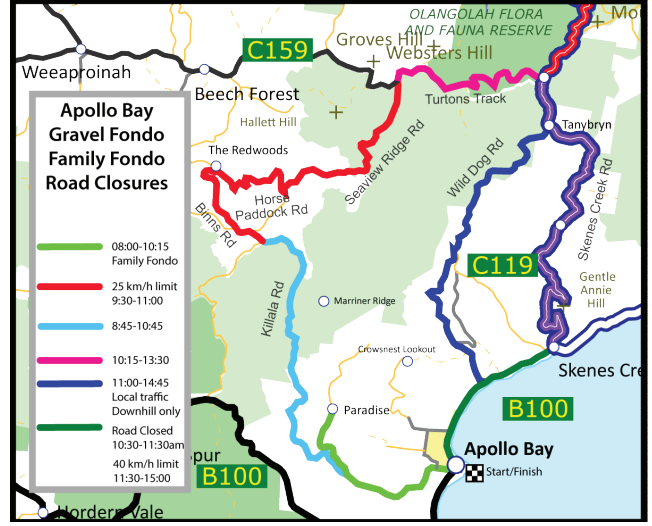 OLANGOLAH FLORA
AND FAUNA RESERVE
Mou
Groves Hill
Websters Hill
C159
Weeaproinah
Beech Forest
Turtons Track
Apollo Bay
Gravel Fondo
Family Fondo
Road Closures
Hallett Hill
Tanybryn
The Redwoods
Seaview Ridge Rd
Wild Dog Rd
Skenes Creek Rd
Horse
Paddock Rd
Binns Rd
08:00-10:15
Family Fondo
25 km/h limit
9:30-11:00
8:45-10:45
10:15-13:30
11:00-14:45
Local traffic
Downhill only
Road Closed
10:30-11:30am
40 km/h limit
11:30-15:00
C119
Gentle
Annie
Hill
Killala Rd
Marriner Ridge
Crowsnest Lookout
Skenes Cre
Paradise
B100
Apollo Bay
Start/Finish
spur
B100
Hordern Vale